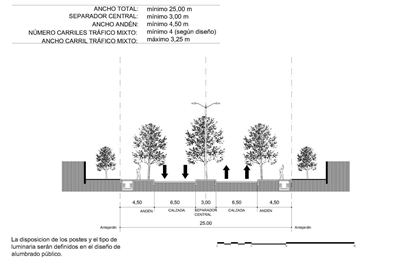 ANCHO TOTAL: mínimo 25,00 m
SEPARADOR CENTRAL: mínimo 3,00 m
ANCHO ANDÉN: mínimo 4,50 m
NÚMERO CARRILES TRÁFICO MIXTO: mínimo 4 (según diseño)
ANCHO CARRIL TRÁFICO MIXTO: máximo 3,25 m
4,50 6,50 3,00 6,50 4,50
ANDÉN CALZADA SEPARADOR CENTRAL CALZADA ANDÉN
Antejardín 25.00 Antejardín
La disposicion de los postes y el tipo de
luminaria serán definidos en el diseño de
alumbrado público.